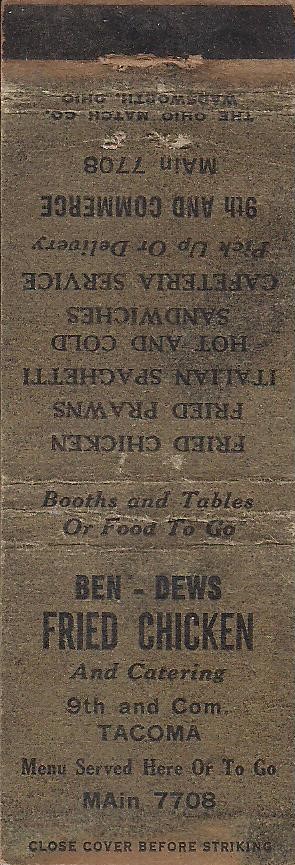 Booths and Tables
Or Food To Go
BEN - DEWS
FRIED CHICKEN
And Catering
9th and Com.
TACOMA
Menu Served Here Or To Go
MAin 7708
CLOSE COVER BEFORE STRIKING
FRIED CHICKEN
FRIED PRAWNS
ITALIAN SPAGHETTI
HOT AND COLD
SANDWICHES
CAFETERIA SERVICE
Pick Up Or Delivery
9th AND COMMERCE
MAin 7708
THE OHIO MATCH CO.
WADSWORTH, OHIO